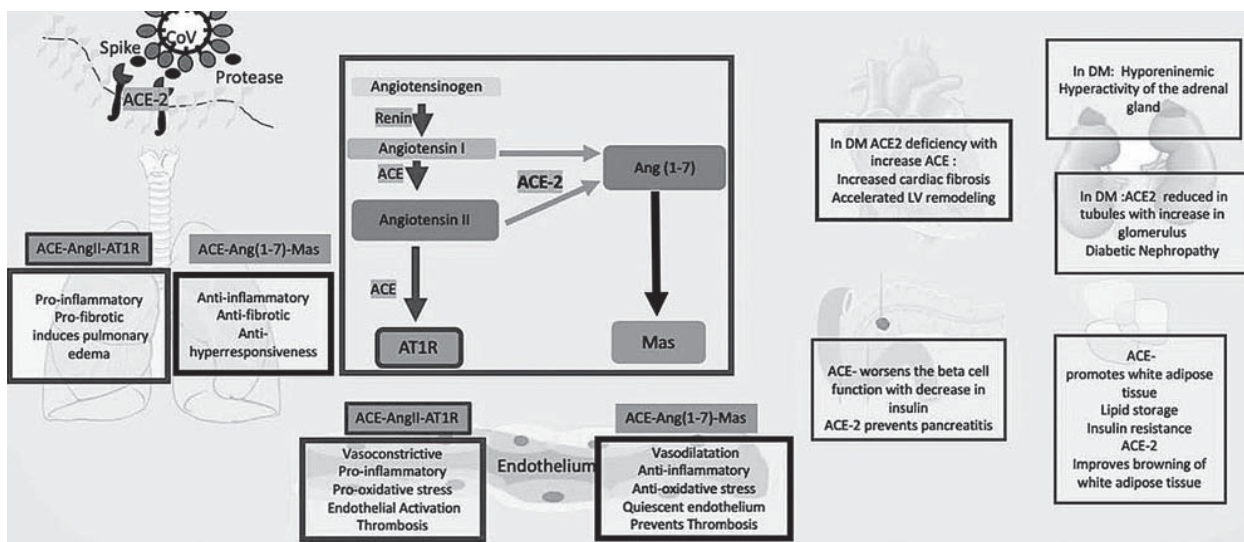 CoV
Spike
Protease
ACE-2
ACE-AngII-AT1R
Pro-inflammatory
Pro-fibrotic
induces pulmonary
edema
ACE-Ang(1-7)-Mas
Anti-inflammatory
Anti-fibrotic
Anti-
hyperresponsiveness
Angiotensinogen
Renin
Angiotensin I
ACE
ACE-2
Ang (1-7)
Angiotensin II
ACE
AT1R
Mas
ACE-AngII-AT1R
Vasoconstrictive
Pro-inflammatory
Pro-oxidative stress
Endothelial Activation
Thrombosis
Endothelium
ACE-Ang(1-7)-Mas
Vasodilatation
Anti-inflammatory
Anti-oxidative stress
Quiescent endothelium
Prevents Thrombosis
In DM ACE2 deficiency with
increase ACE :
Increased cardiac fibrosis
Accelerated LV remodeling
ACE- worsens the beta cell
function with decrease in
insulin
ACE-2 prevents pancreatitis
In DM: Hyporeninemic
Hyperactivity of the adrenal
gland
In DM :ACE2 reduced in
tubules with increase in
glomerulus
Diabetic Nephropathy
ACE-
promotes white adipose
tissue
Lipid storage
Insulin resistance
ACE-2
Improves browning of
white adipose tissue